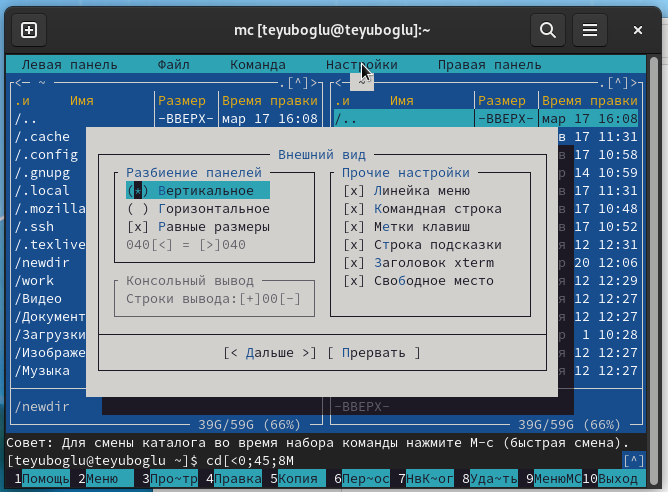 mc [teyuboglu@teyuboglu]:~
Левая панель Файл Команда Настройки Правая панель
<— ~ .[^]> <— ~ .[^]>
.и Имя Размер Время правки .и Имя Размер Время правки
/.. -ВВЕРХ- мар 17 16:08 /.. -ВВЕРХ- мар 17 16:08
/.cache в 17 11:31
/.config в 17 10:58
Внешний вид
/.gnupg Разбиение панелей Прочие настройки в 14 10:59
/.local (*) Вертикальное [x] Линейка меню в 17 11:31
/.mozilla ( ) Горизонтальное [x] Командная строка в 17 10:48
/.ssh [x] Равные размеры [x] Метки клавиш в 17 10:52
/.texlive 040[<] = [>]040 [x] Строка подсказки я 12 12:31
/newdir [x] Заголовок xterm р 20 12:06
/work Консольный вывод [x] Свободное место я 12 12:29
/Видео Строки вывода:[+]00[-] я 12 12:27
/Документ я 12 12:27
/Загрузки р 1 10:28
/Изображе [< Дальше >] [ Прервать ] я 12 12:27
/Музыка я 12 12:27
/newdir -ВВЕРХ-
39G/59G (66%) 39G/59G (66%)
Совет: Для смены каталога во время набора команды нажмите M-c (быстрая смена).
[teyuboglu@teyuboglu ~]$ cd[<0;45;8M [^]
1Помощь 2Меню 3Про~тр 4Правка 5Копия 6Пер~ос 7НвК~ог 8Уда~ть 9МенюМС10Выход